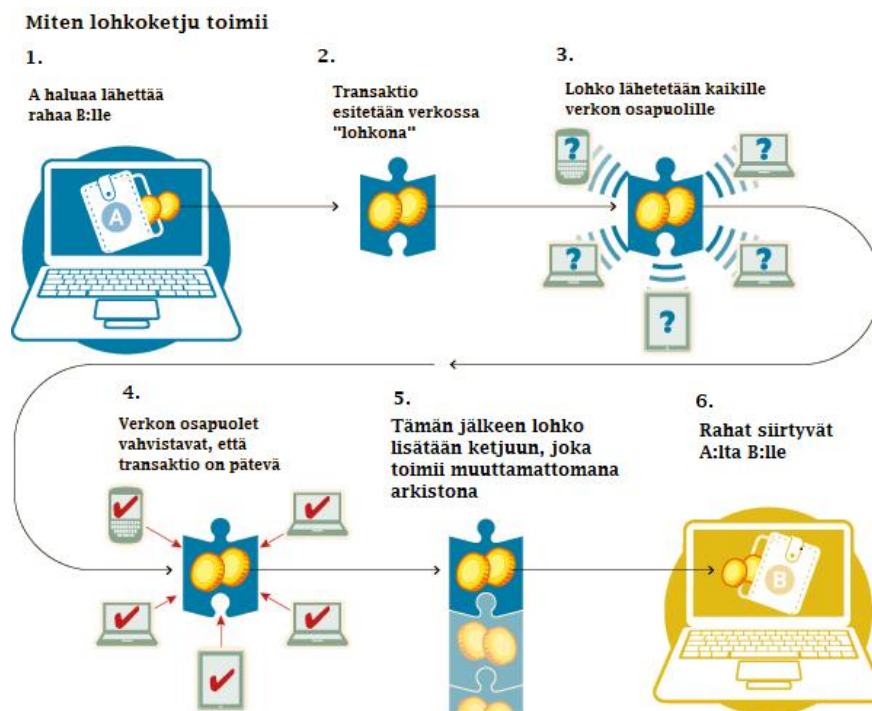 Miten lohkoketju toimii
1.
A haluaa lähettää
rahaa B:lle
A
2.
Transaktio
esitetään verkossa
"lohkona"
3.
Lohko lähetetään kaikille
verkon osapuolille
?
?
?
?
?
4.
Verkon osapuolet
vahvistavat, että
transaktio on pätevä
5.
Tämän jälkeen lohko
lisätään ketjuun, joka
toimii muuttamattomana
arkistona
6.
Rahat siirtyvät
A:lta B:lle
B